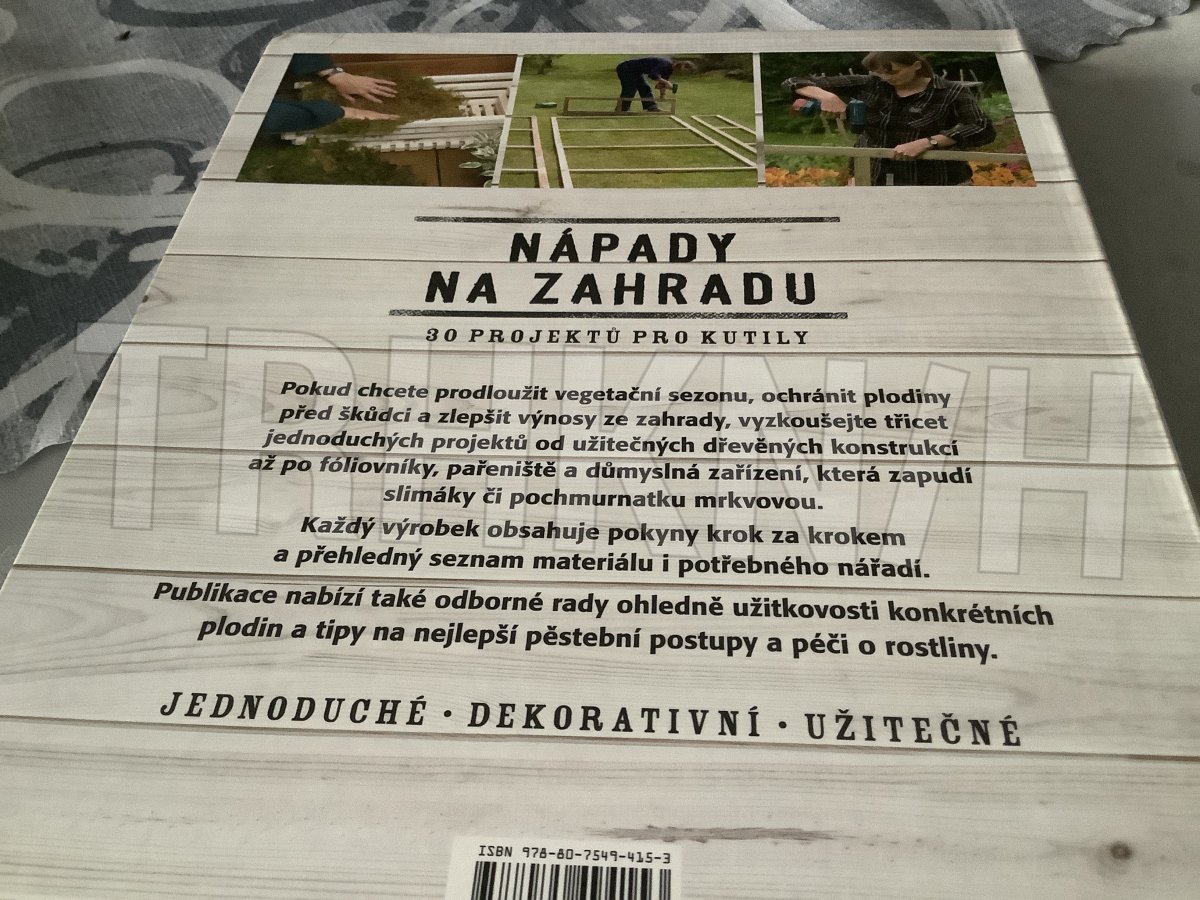 NÁPADY
NA ZAHRADU
30 PROJEKTŮ PRO KUTILY
Pokud chcete prodloužit vegetační sezonu, ochránit plodiny
před škůdci a zlepšit výnosy ze zahrady, vyzkoušejte třicet
jednoduchých projektů od užitečných dřevěných konstrukcí
až po fóliovníky, pařeniště a důmyslná zařízení, která zapudí
slimáky či pochmurnatku mrkvovou.
Každý výrobek obsahuje pokyny krok za krokem
a přehledný seznam materiálu i potřebného nářadí.
Publikace nabízí také odborné rady ohledně užitkovosti konkrétních
plodin a tipy na nejlepší pěstební postupy a péči o rostliny.
JEDNODUCHÉ · DEKORATIVNÍ · UŽITEČNÉ
ISBN 978-80-7549-415-3